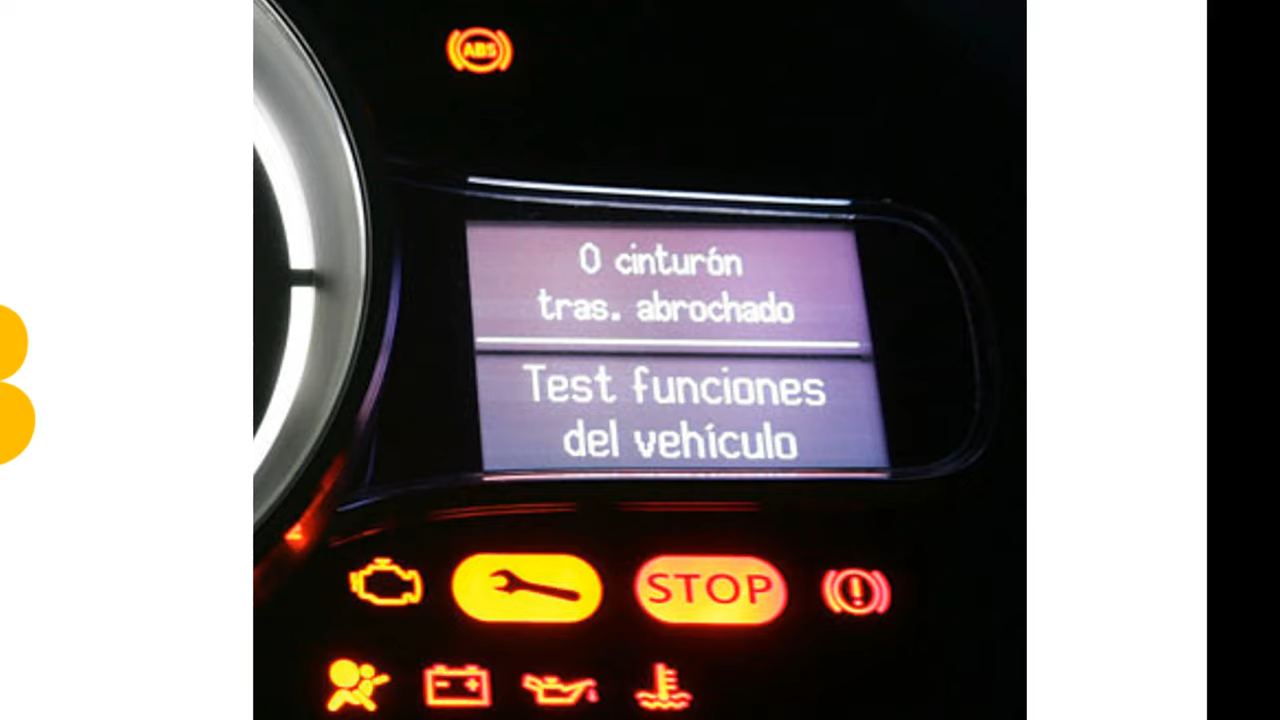 ABS
0 cinturón
tras. abrochado
Test funciones
del vehículo
STOP